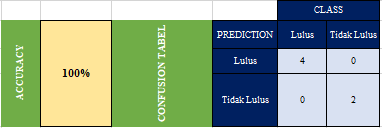 CLASS
ACCURACY
100%
CONFUSION TABEL
PREDICTION Lulus Tidak Lulus
Lulus 4 0
Tidak Lulus 0 2